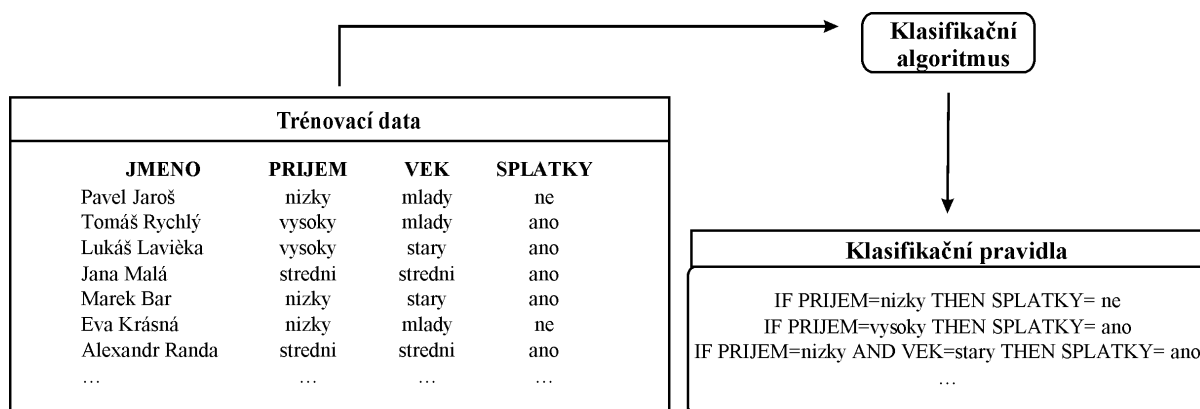 Klasifikační
algoritmus
Trénovací data
JMENO PRIJEM VEK SPLATKY
Pavel Jaroš nizky mlady ne
Tomáš Rychlý vysoky mlady ano
Lukáš Lavièka vysoky stary ano
Jana Malá stredni stredni ano
Marek Bar nizky stary ano
Eva Krásná nizky mlady ne
Alexandr Randa stredni stredni ano
… … … …
Klasifikační pravidla
IF PRIJEM=nizky THEN SPLATKY= ne
IF PRIJEM=vysoky THEN SPLATKY= ano
IF PRIJEM=nizky AND VEK=stary THEN SPLATKY= ano
…